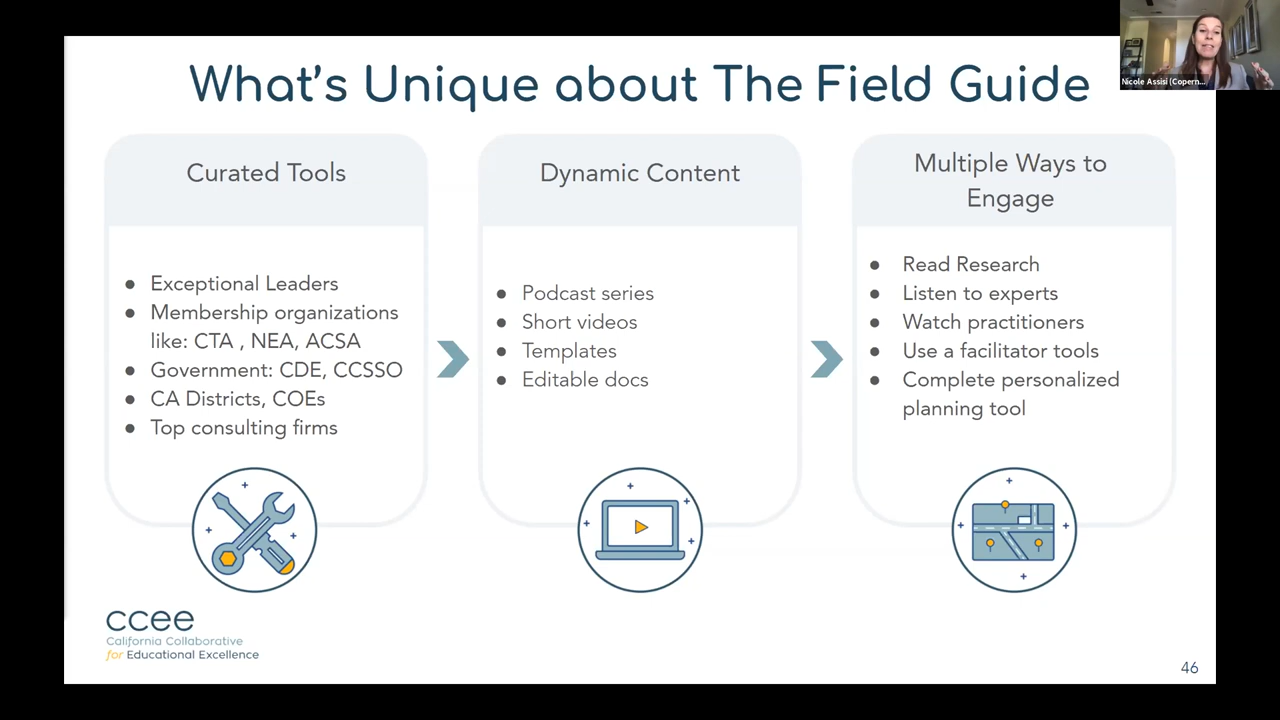 What's Unique about The Field Guide
Nicole Assisi (Copern...
Curated Tools
● Exceptional Leaders
● Membership organizations
like: CTA , NEA, ACSA
● Government: CDE, CCSSO
● CA Districts, COEs
● Top consulting firms
Dynamic Content
● Podcast series
● Short videos
● Templates
● Editable docs
Multiple Ways to
Engage
● Read Research
● Listen to experts
● Watch practitioners
● Use a facilitator tools
● Complete personalized
planning tool
ccee
California Collaborative
for Educational Excellence
46